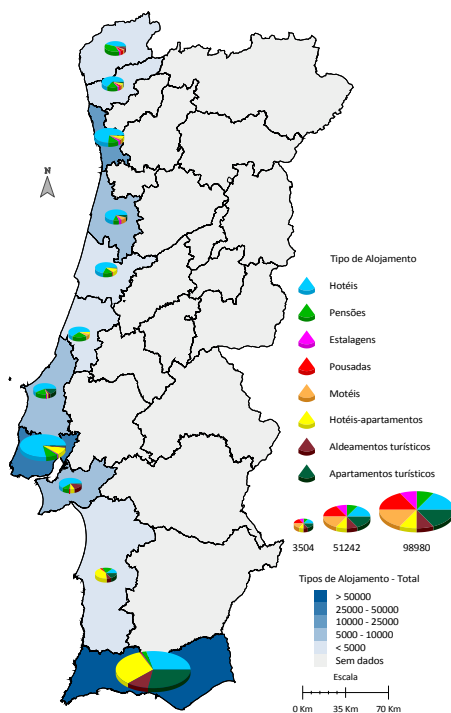 N
Tipo de Alojamento
Hotéis
Pensões
Estalagens
Pousadas
Motéis
Hotéis-apartamentos
Aldeamentos turísticos
Apartamentos turísticos
3504 51242 98980
Tipos de Alojamento - Total
> 50000
25000 - 50000
10000 - 25000
5000 - 10000
< 5000
Sem dados
Escala
0 Km 35 Km 70 Km